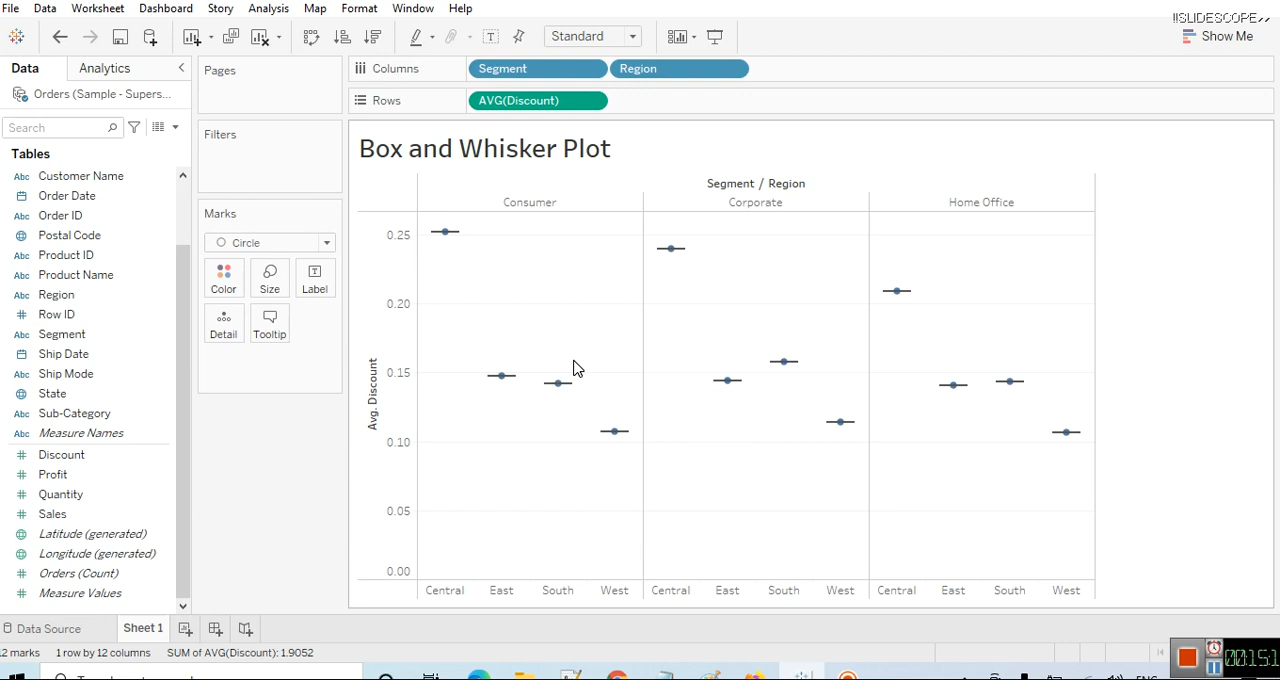 File Data Worksheet Dashboard Story Analysis Map Format Window Help
!!SLIDESCOPE
Standard
Show Me
Data Analytics
Orders (Sample - Supers...
Search
Tables
Customer Name
Order Date
Order ID
Postal Code
Product ID
Product Name
Region
Row ID
Segment
Ship Date
Ship Mode
State
Sub-Category
Measure Names
Discount
Profit
Quantity
Sales
Latitude (generated)
Longitude (generated)
Orders (Count)
Measure Values
Pages
Filters
Marks
Circle
Color Size Label
Detail Tooltip
Columns Segment Region
Rows AVG(Discount)
Box and Whisker Plot
Segment / Region
Consumer Corporate Home Office
Avg. Discount
0.25
0.20
0.15
0.10
0.05
0.00
Central East South West Central East South West Central East South West
Data Source Sheet 1
12 marks 1 row by 12 columns SUM of AVG(Discount): 1.9052
00:15:1